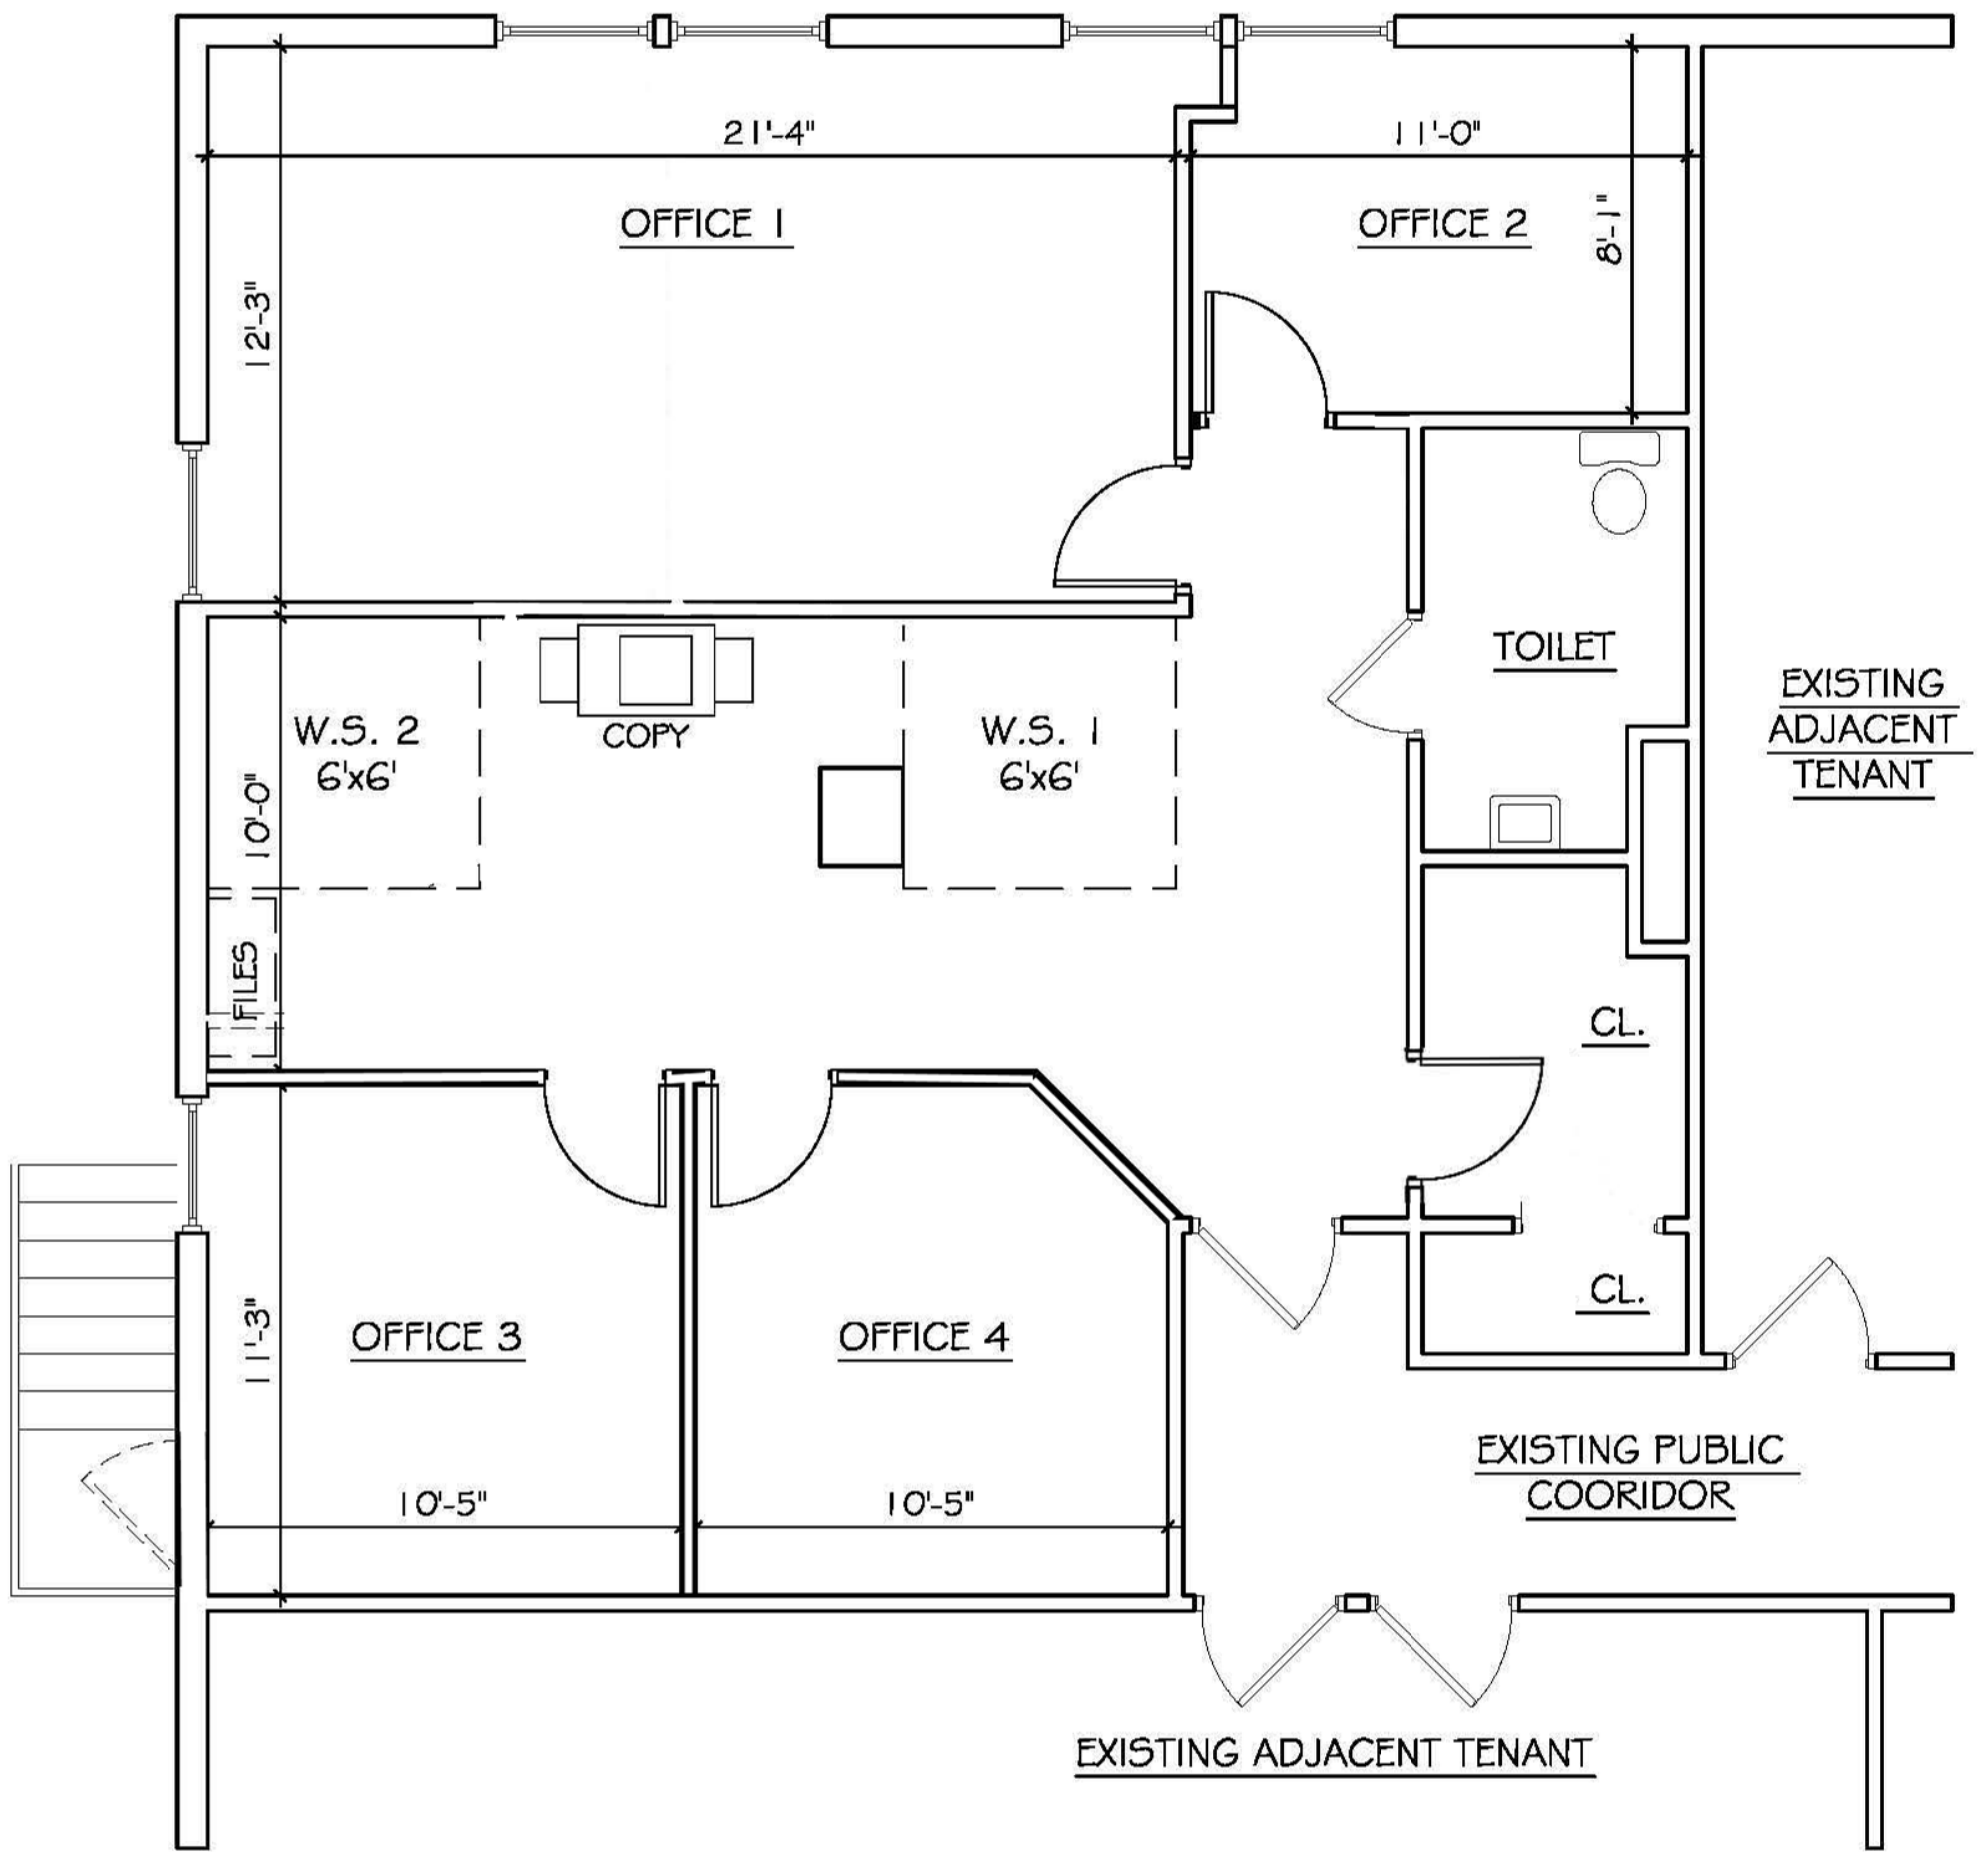 21'-4"
11'-0"
OFFICE 1
OFFICE 2
8'-1"
12'-3"
TOILET
EXISTING
ADJACENT
TENANT
W.S. 2
6'x6'
COPY
W.S. 1
6'x6'
10'-0"
FILES
CL.
CL.
11'-3"
OFFICE 3
OFFICE 4
EXISTING PUBLIC
COORIDOR
10'-5"
10'-5"
EXISTING ADJACENT TENANT